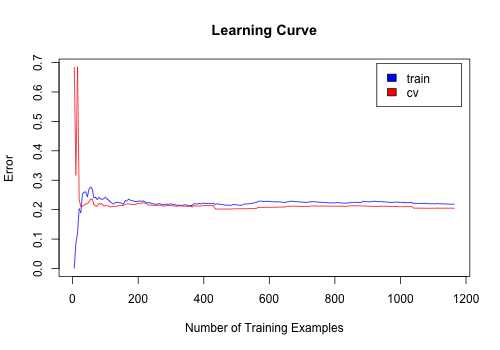 Learning Curve
train
cv
Error
0.7
0.6
0.5
0.4
0.3
0.2
0.1
0.0
0 200 400 600 800 1000 1200
Number of Training Examples